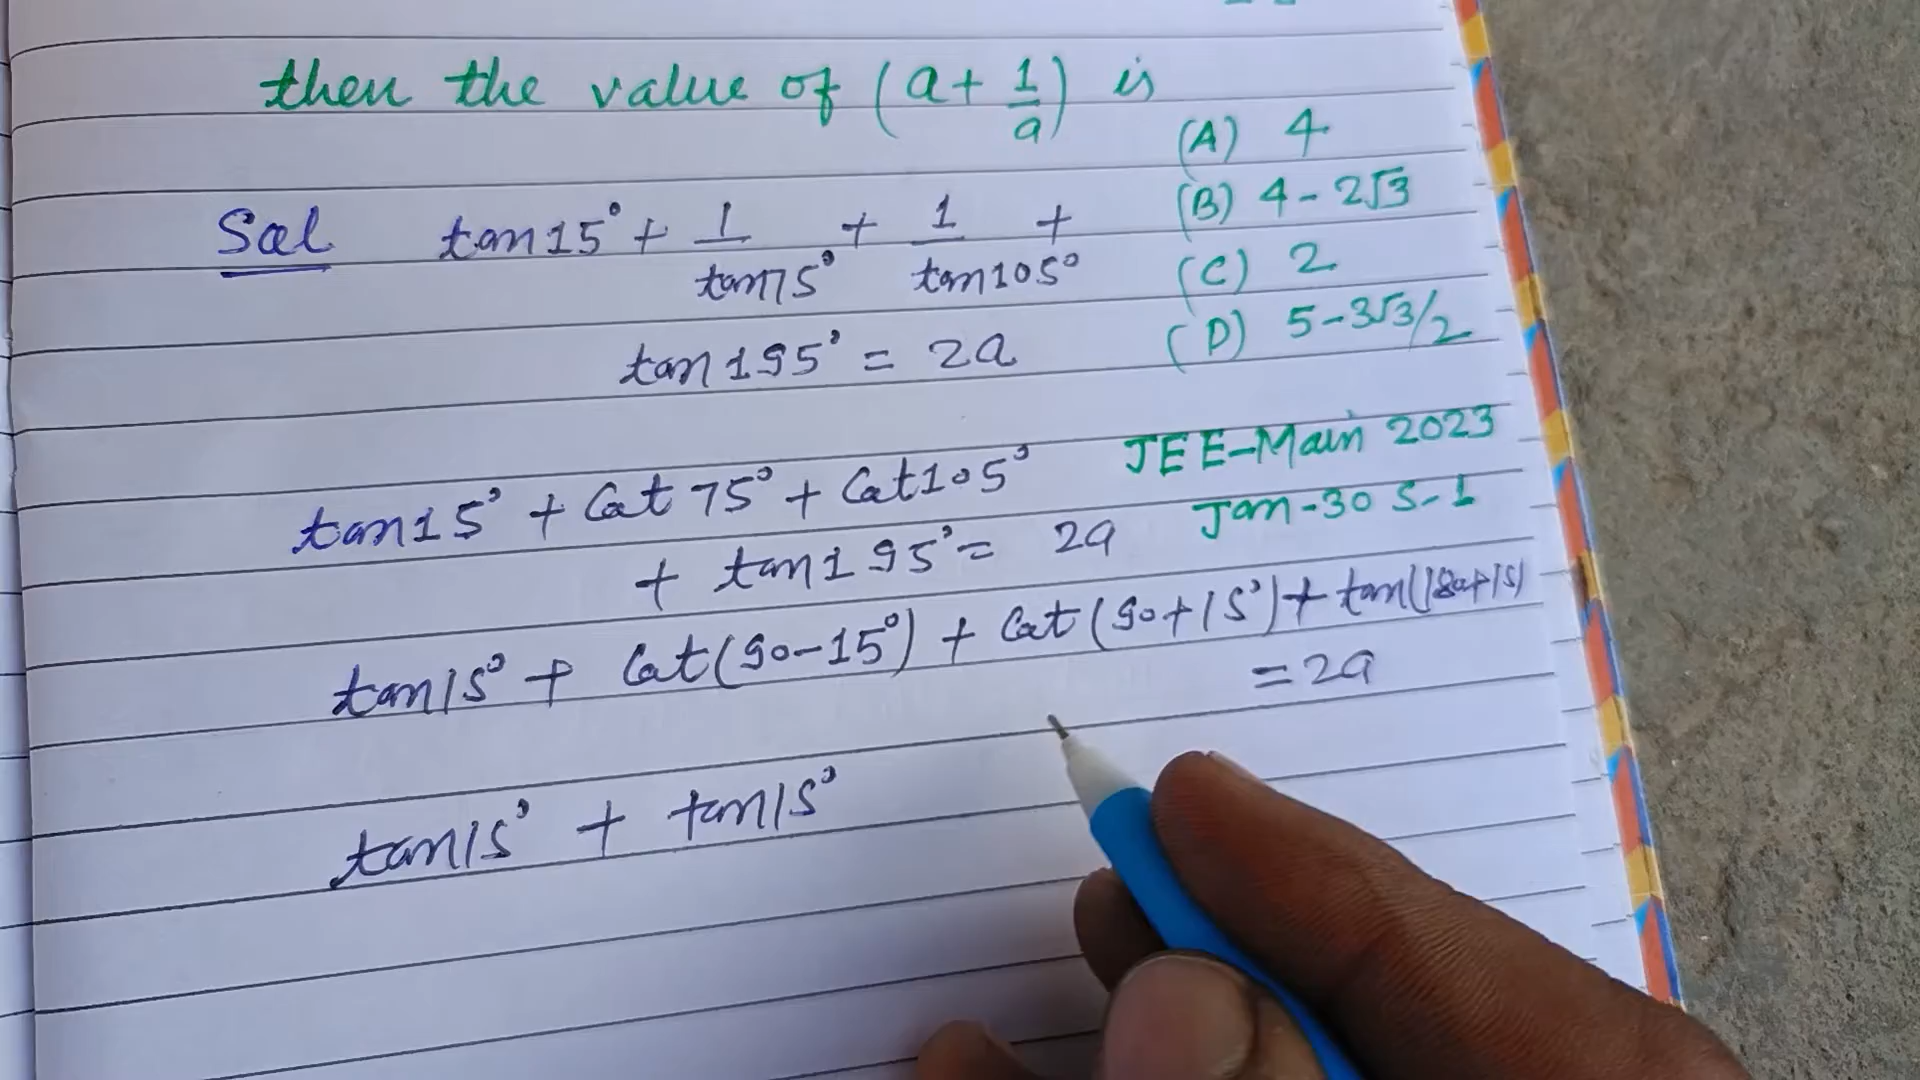 then the value of (a + 1/a) is
(A) 4
(B) 4 - 2√3
(C) 2
(D) 5 - 3√3/2
Sol tan15° + 1/tan75° + 1/tan105° +
tan195° = 2a
JEE-Main 2023
Jan-30 S-1
tan15° + Cot75° + Cot105°
+ tan195° = 2a
tan15° + Cot(90-15°) + Cot(90+15°) + tan(180+15)
= 2a
tan15° + tan15°